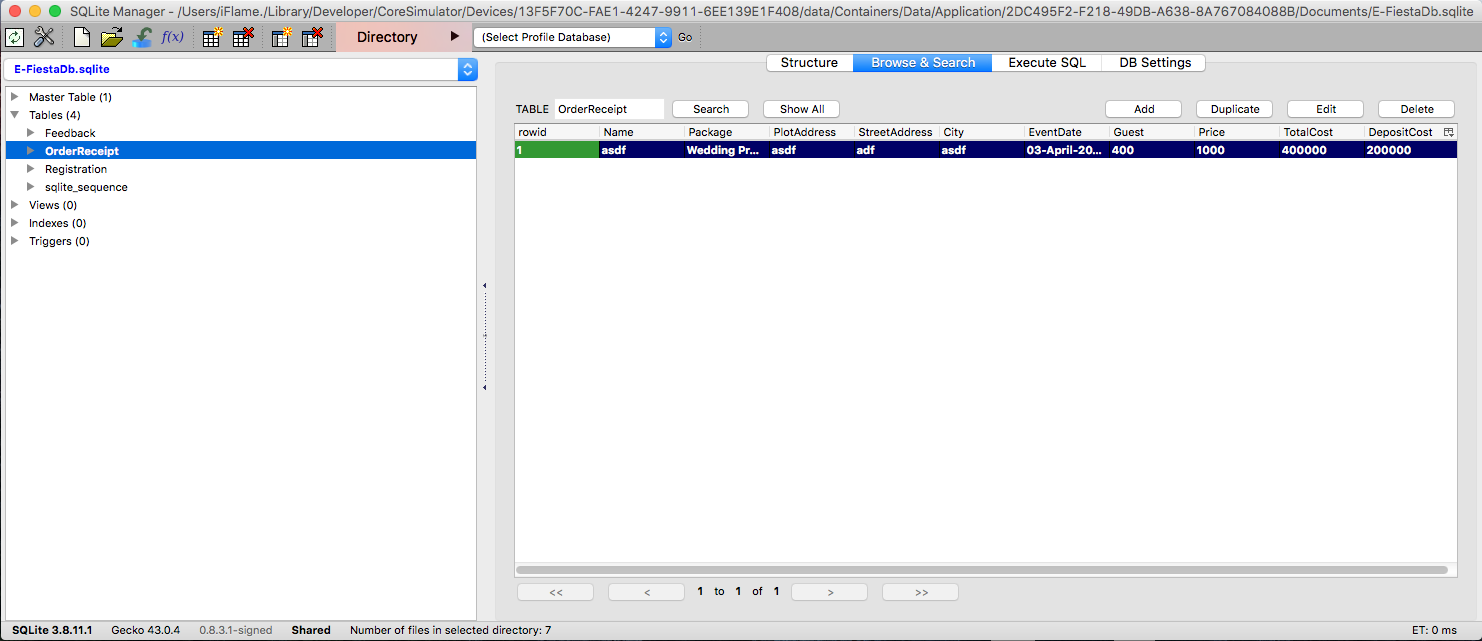 SQLite Manager - /Users/iFlame./Library/Developer/CoreSimulator/Devices/13F5F70C-FAE1-4247-9911-6EE139E1F408/data/Containers/Data/Application/2DC495F2-F218-49DB-A638-8A767084088B/Documents/E-FiestaDb.sqlite
f(x) Directory (Select Profile Database) Go
E-FiestaDb.sqlite
Structure Browse & Search Execute SQL DB Settings
Master Table (1)
Tables (4)
Feedback
OrderReceipt
Registration
sqlite_sequence
Views (0)
Indexes (0)
Triggers (0)
TABLE OrderReceipt Search Show All Add Duplicate Edit Delete
rowid Name Package PlotAddress StreetAddress City EventDate Guest Price TotalCost DepositCost
1 asdf Wedding Pr... asdf adf asdf 03-April-20... 400 1000 400000 200000
<< < 1 to 1 of 1 > >>
SQLite 3.8.11.1 Gecko 43.0.4 0.8.3.1-signed Shared Number of files in selected directory: 7 ET: 0 ms